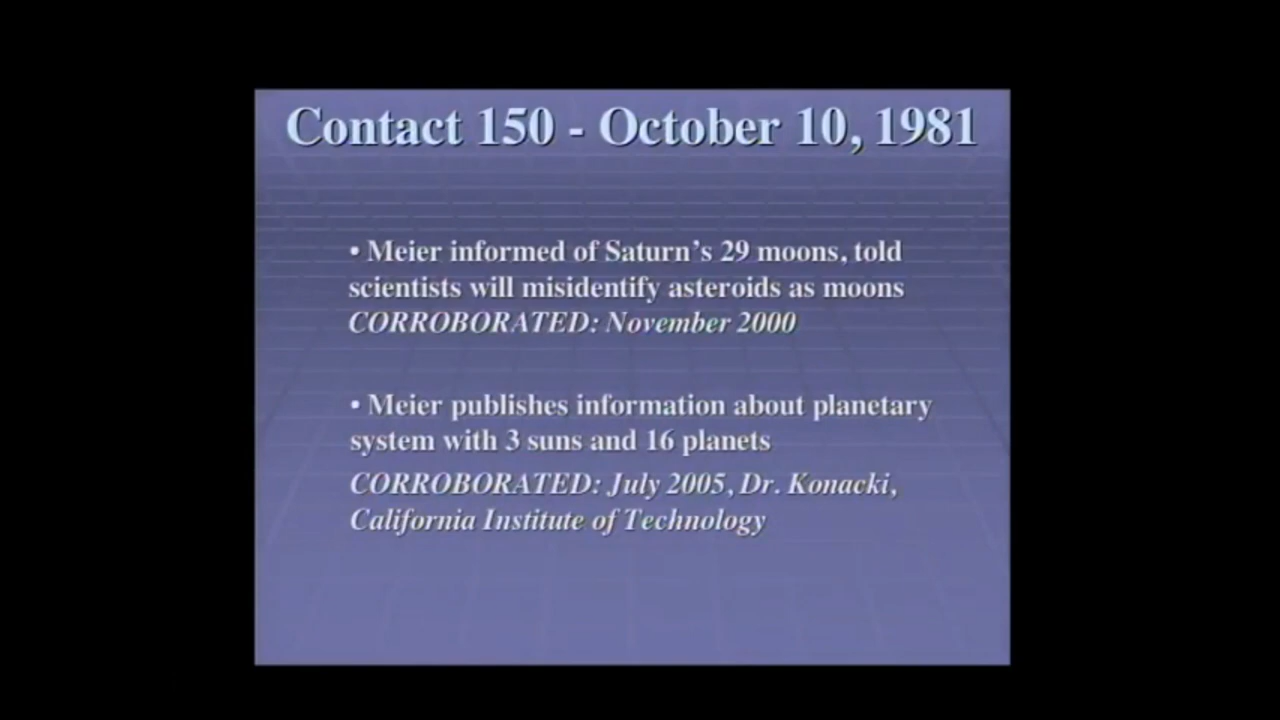 Contact 150 - October 10, 1981
• Meier informed of Saturn's 29 moons, told
scientists will misidentify asteroids as moons
CORROBORATED: November 2000
• Meier publishes information about planetary
system with 3 suns and 16 planets
CORROBORATED: July 2005, Dr. Konacki,
California Institute of Technology